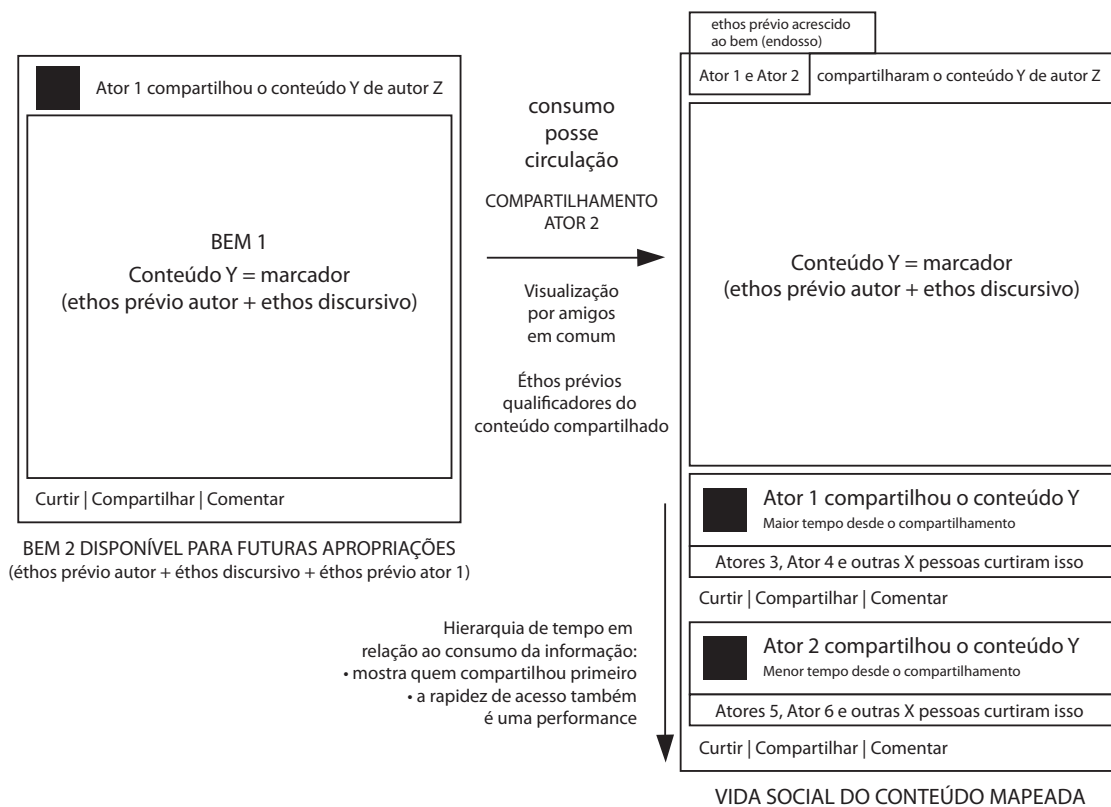 Ator 1 compartilhou o conteúdo Y de autor Z
BEM 1
Conteúdo Y = marcador
(ethos prévio autor + ethos discursivo)
Curtir | Compartilhar | Comentar
BEM 2 DISPONÍVEL PARA FUTURAS APROPRIAÇÕES
(éthos prévio autor + éthos discursivo + éthos prévio ator 1)
consumo
posse
circulação
COMPARTILHAMENTO
ATOR 2
Visualização
por amigos
em comum
Éthos prévios
qualificadores do
conteúdo compartilhado
Hierarquia de tempo em
relação ao consumo da informação:
• mostra quem compartilhou primeiro
• a rapidez de acesso também
é uma performance
ethos prévio acrescido
ao bem (endosso)
Ator 1 e Ator 2 compartilharam o conteúdo Y de autor Z
Conteúdo Y = marcador
(ethos prévio autor + ethos discursivo)
Ator 1 compartilhou o conteúdo Y
Maior tempo desde o compartilhamento
Atores 3, Ator 4 e outras X pessoas curtiram isso
Curtir | Compartilhar | Comentar
Ator 2 compartilhou o conteúdo Y
Menor tempo desde o compartilhamento
Atores 5, Ator 6 e outras X pessoas curtiram isso
Curtir | Compartilhar | Comentar
VIDA SOCIAL DO CONTEÚDO MAPEADA